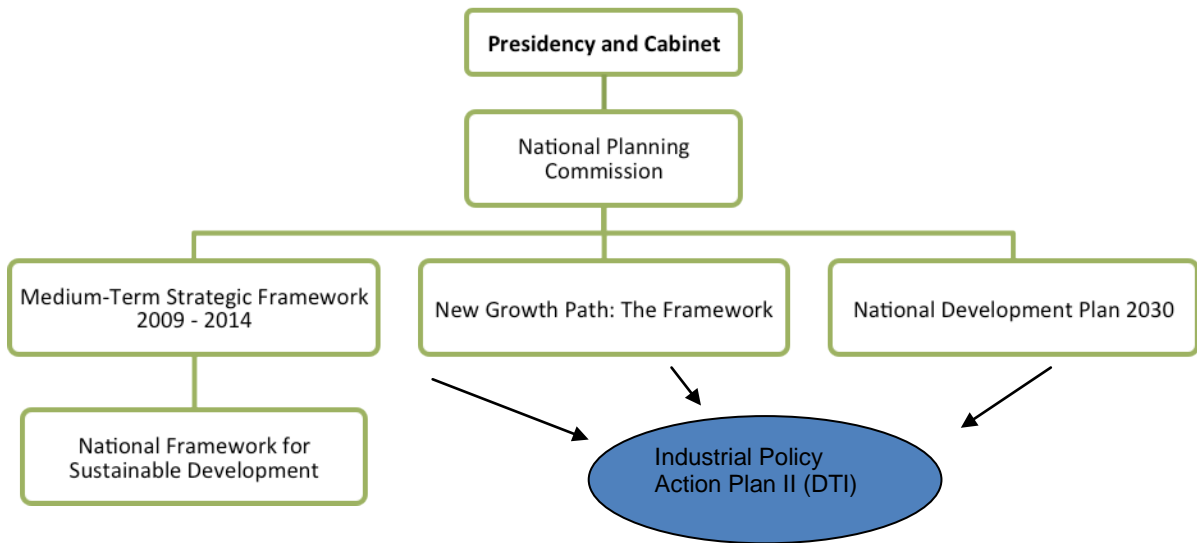 Presidency and Cabinet
National Planning
Commission
Medium-Term Strategic Framework
2009 - 2014
New Growth Path: The Framework
National Development Plan 2030
National Framework for
Sustainable Development
Industrial Policy
Action Plan II (DTI)